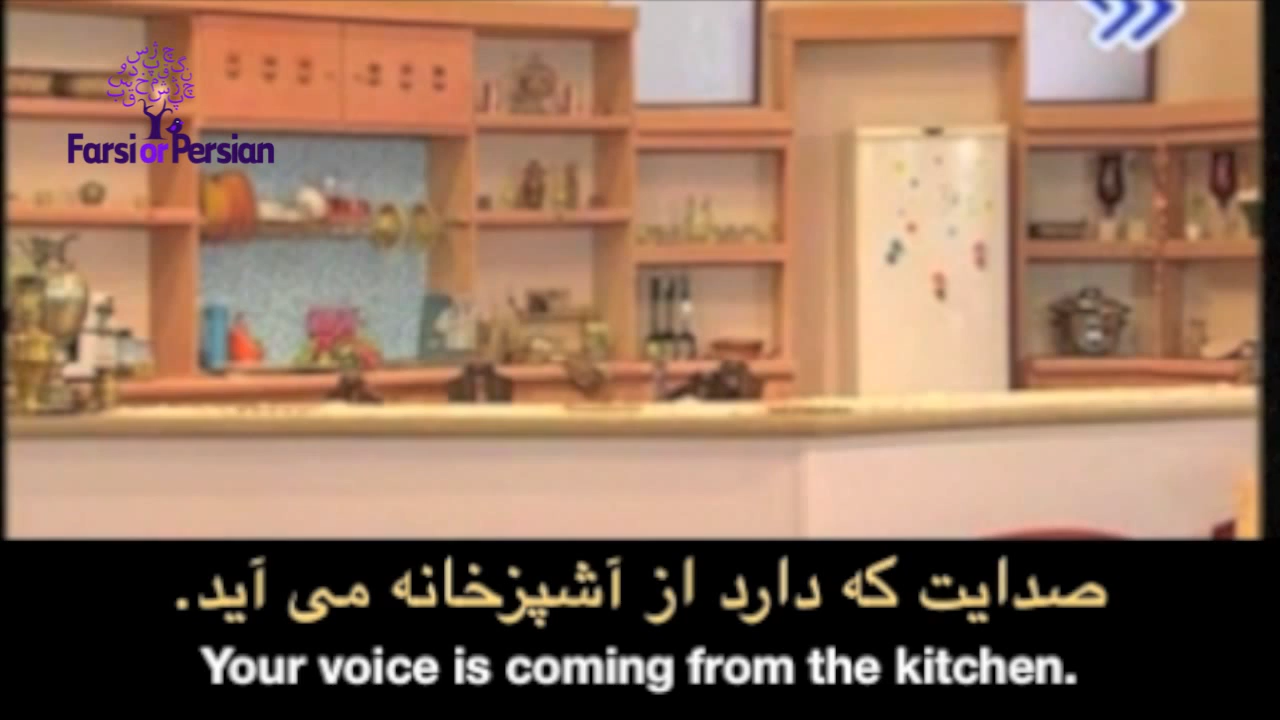 Farsi or Persian
صدایت که دارد از آشپزخانه می آید.
Your voice is coming from the kitchen.